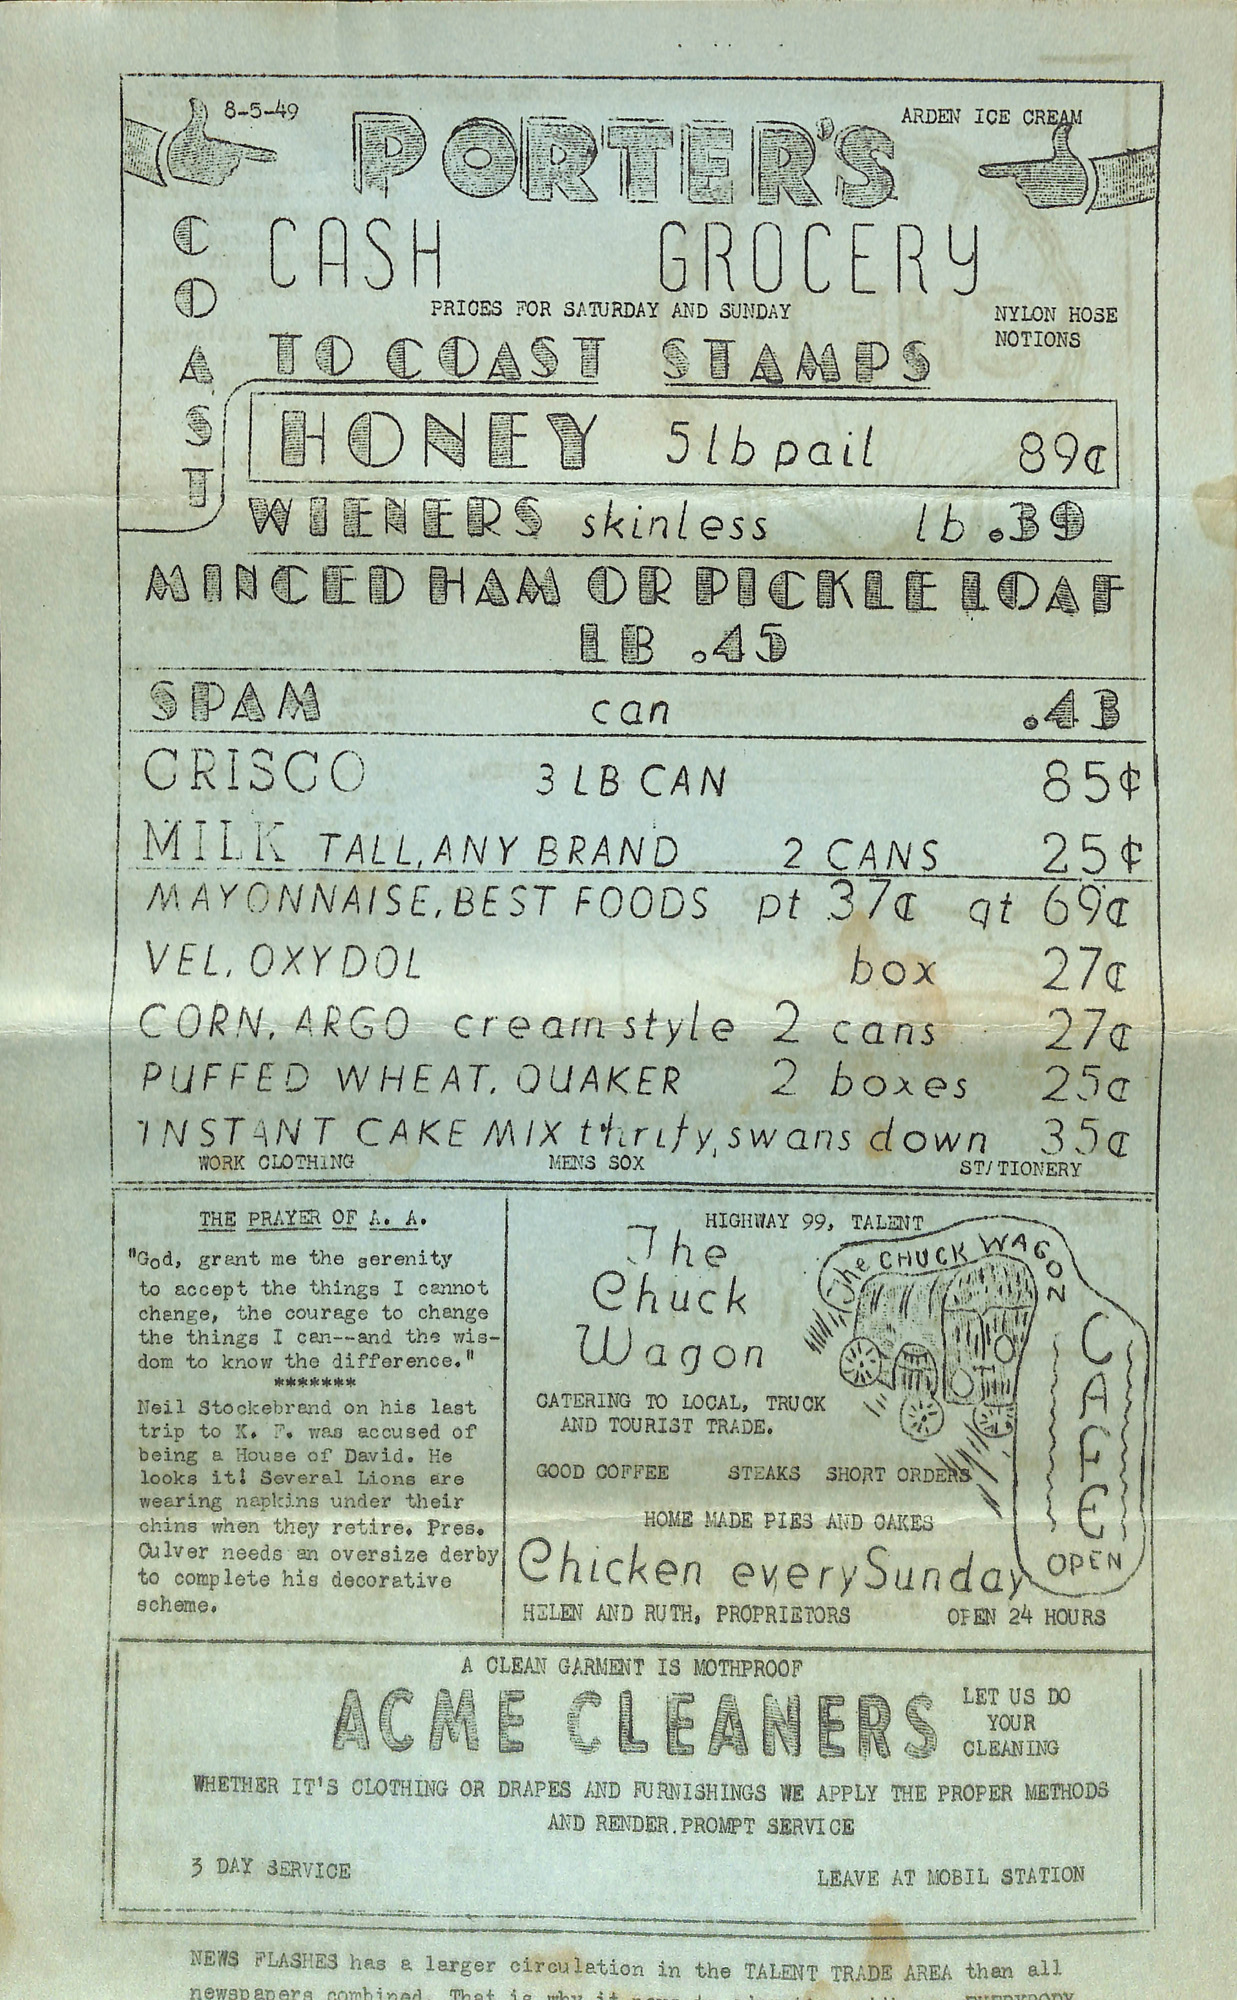 8-5-49
ARDEN ICE CREAM
PORTER'S
CASH GROCERY
PRICES FOR SATURDAY AND SUNDAY
NYLON HOSE
NOTIONS
COAST
TO COAST STAMPS
HONEY 5 lb pail 89¢
WIENERS skinless lb .39
MINCED HAM OR PICKLE LOAF
LB .45
SPAM can .43
CRISCO 3 LB CAN 85¢
MILK TALL, ANY BRAND 2 CANS 25¢
MAYONNAISE, BEST FOODS pt 37¢ qt 69¢
VEL, OXYDOL box 27¢
CORN, ARGO cream style 2 cans 27¢
PUFFED WHEAT, QUAKER 2 boxes 25¢
INSTANT CAKE MIX thrifty, swans down 35¢
WORK CLOTHING MENS SOX STATIONERY
THE PRAYER OF A. A.
"God, grant me the serenity
to accept the things I cannot
change, the courage to change
the things I can--and the wis-
dom to know the difference."
*******
Neil Stockebrand on his last
trip to K. F. was accused of
being a House of David. He
looks it! Several Lions are
wearing napkins under their
chins when they retire. Pres.
Culver needs an oversize derby
to complete his decorative
scheme.
HIGHWAY 99, TALENT
The
Chuck
Wagon
The CHUCK WAGON
CAFE
OPEN
CATERING TO LOCAL, TRUCK
AND TOURIST TRADE.
GOOD COFFEE STEAKS SHORT ORDERS
HOME MADE PIES AND CAKES
Chicken every Sunday
HELEN AND RUTH, PROPRIETORS OPEN 24 HOURS
A CLEAN GARMENT IS MOTHPROOF
ACME CLEANERS
LET US DO
YOUR
CLEANING
WHETHER IT'S CLOTHING OR DRAPES AND FURNISHINGS WE APPLY THE PROPER METHODS
AND RENDER.PROMPT SERVICE
3 DAY SERVICE LEAVE AT MOBIL STATION
NEWS FLASHES has a larger circulation in the TALENT TRADE AREA than all
newspapers combined. That is why it EVERYBODY